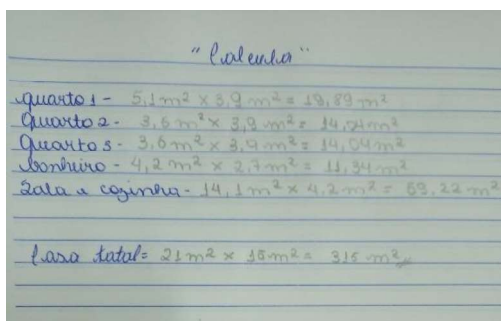 "Calculo"
quarto 1 - 5,1 m² x 3,9 m² = 19,89 m²
Quarto 2 - 3,6 m² x 3,9 m² = 14,04 m²
Quarto 3 - 3,6 m² x 3,9 m² = 14,04 m²
banheiro - 4,2 m² x 2,7 m² = 11,34 m²
Sala e cozinha - 14,1 m² x 4,2 m² = 59,22 m²
Casa total = 21 m² x 15 m² = 315 m²